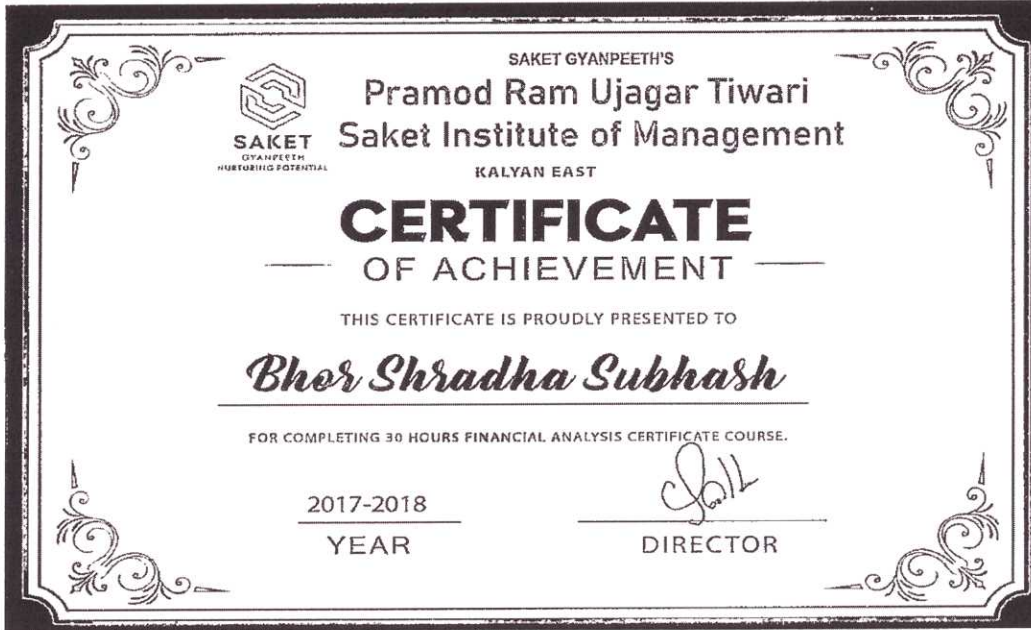 SAKET GYANPEETH'S
Pramod Ram Ujagar Tiwari
Saket Institute of Management
KALYAN EAST
SAKET
GYANPEETH
NURTURING POTENTIAL
CERTIFICATE
OF ACHIEVEMENT
THIS CERTIFICATE IS PROUDLY PRESENTED TO
Bhor Shradha Subhash
FOR COMPLETING 30 HOURS FINANCIAL ANALYSIS CERTIFICATE COURSE.
2017-2018
YEAR
DIRECTOR